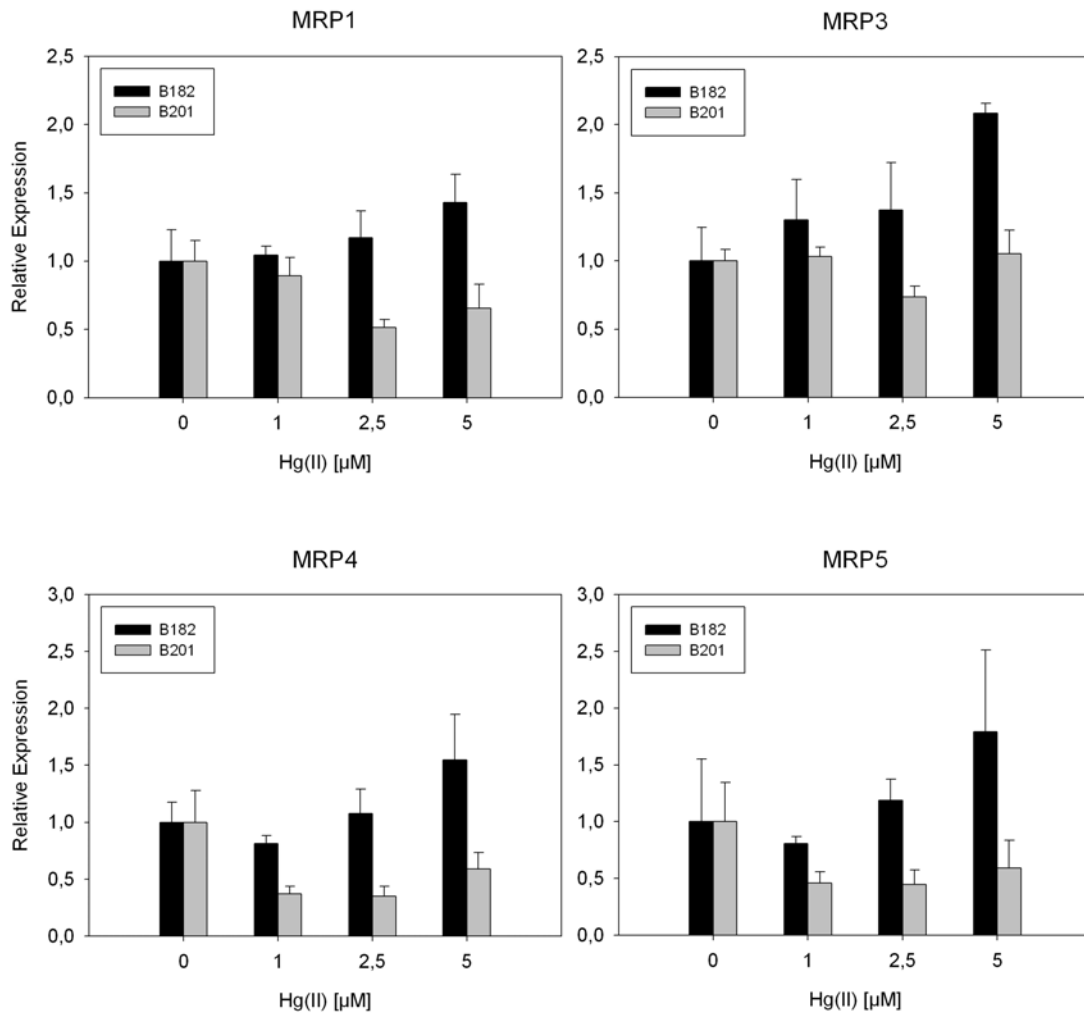 MRP1
2,5
2,0
1,5
1,0
0,5
0,0
Relative Expression
B182
B201
0 1 2,5 5
Hg(II) [µM]
MRP3
2,5
2,0
1,5
1,0
0,5
0,0
B182
B201
0 1 2,5 5
Hg(II) [µM]
MRP4
3,0
2,5
2,0
1,5
1,0
0,5
0,0
Relative Expression
B182
B201
0 1 2,5 5
Hg(II) [µM]
MRP5
3,0
2,5
2,0
1,5
1,0
0,5
0,0
B182
B201
0 1 2,5 5
Hg(II) [µM]